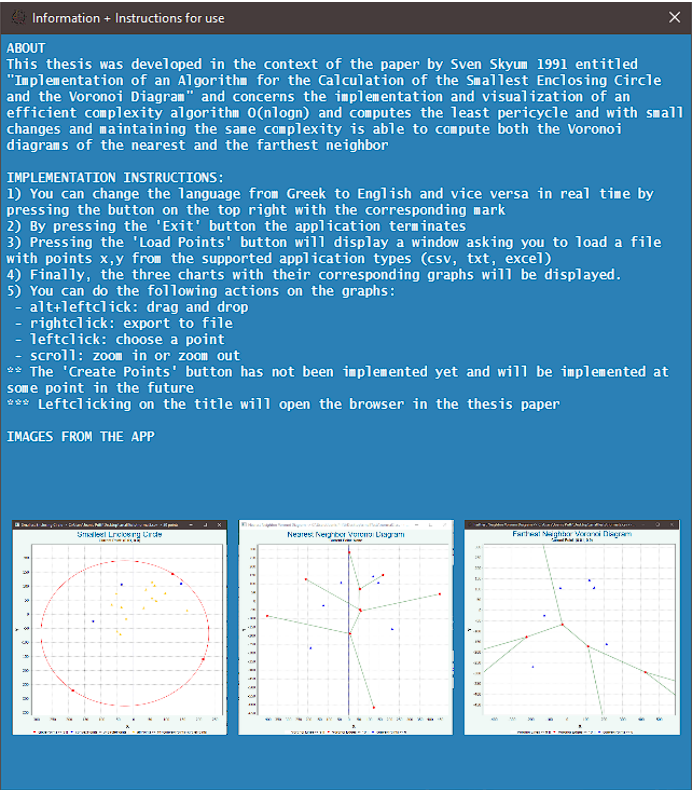 Information + Instructions for use
ABOUT
This thesis was developed in the context of the paper by Sven Skyum 1991 entitled
"Implementation of an Algorithm for the Calculation of the Smallest Enclosing Circle
and the Voronoi Diagram" and concerns the implementation and visualization of an
efficient complexity algorithm O(nlogn) and computes the least pericycle and with small
changes and maintaining the same complexity is able to compute both the Voronoi
diagrams of the nearest and the farthest neighbor
IMPLEMENTATION INSTRUCTIONS:
1) You can change the language from Greek to English and vice versa in real time by
pressing the button on the top right with the corresponding mark
2) By pressing the 'Exit' button the application terminates
3) Pressing the 'Load Points' button will display a window asking you to load a file
with points x,y from the supported application types (csv, txt, excel)
4) Finally, the three charts with their corresponding graphs will be displayed.
5) You can do the following actions on the graphs:
- alt+leftclick: drag and drop
- rightclick: export to file
- leftclick: choose a point
- scroll: zoom in or zoom out
** The 'Create Points' button has not been implemented yet and will be implemented at
some point in the future
*** Leftclicking on the title will open the browser in the thesis paper
IMAGES FROM THE APP
Smallest Enclosing Circle
Nearest Neighbor Voronoi Diagram
Farthest Neighbor Voronoi Diagram